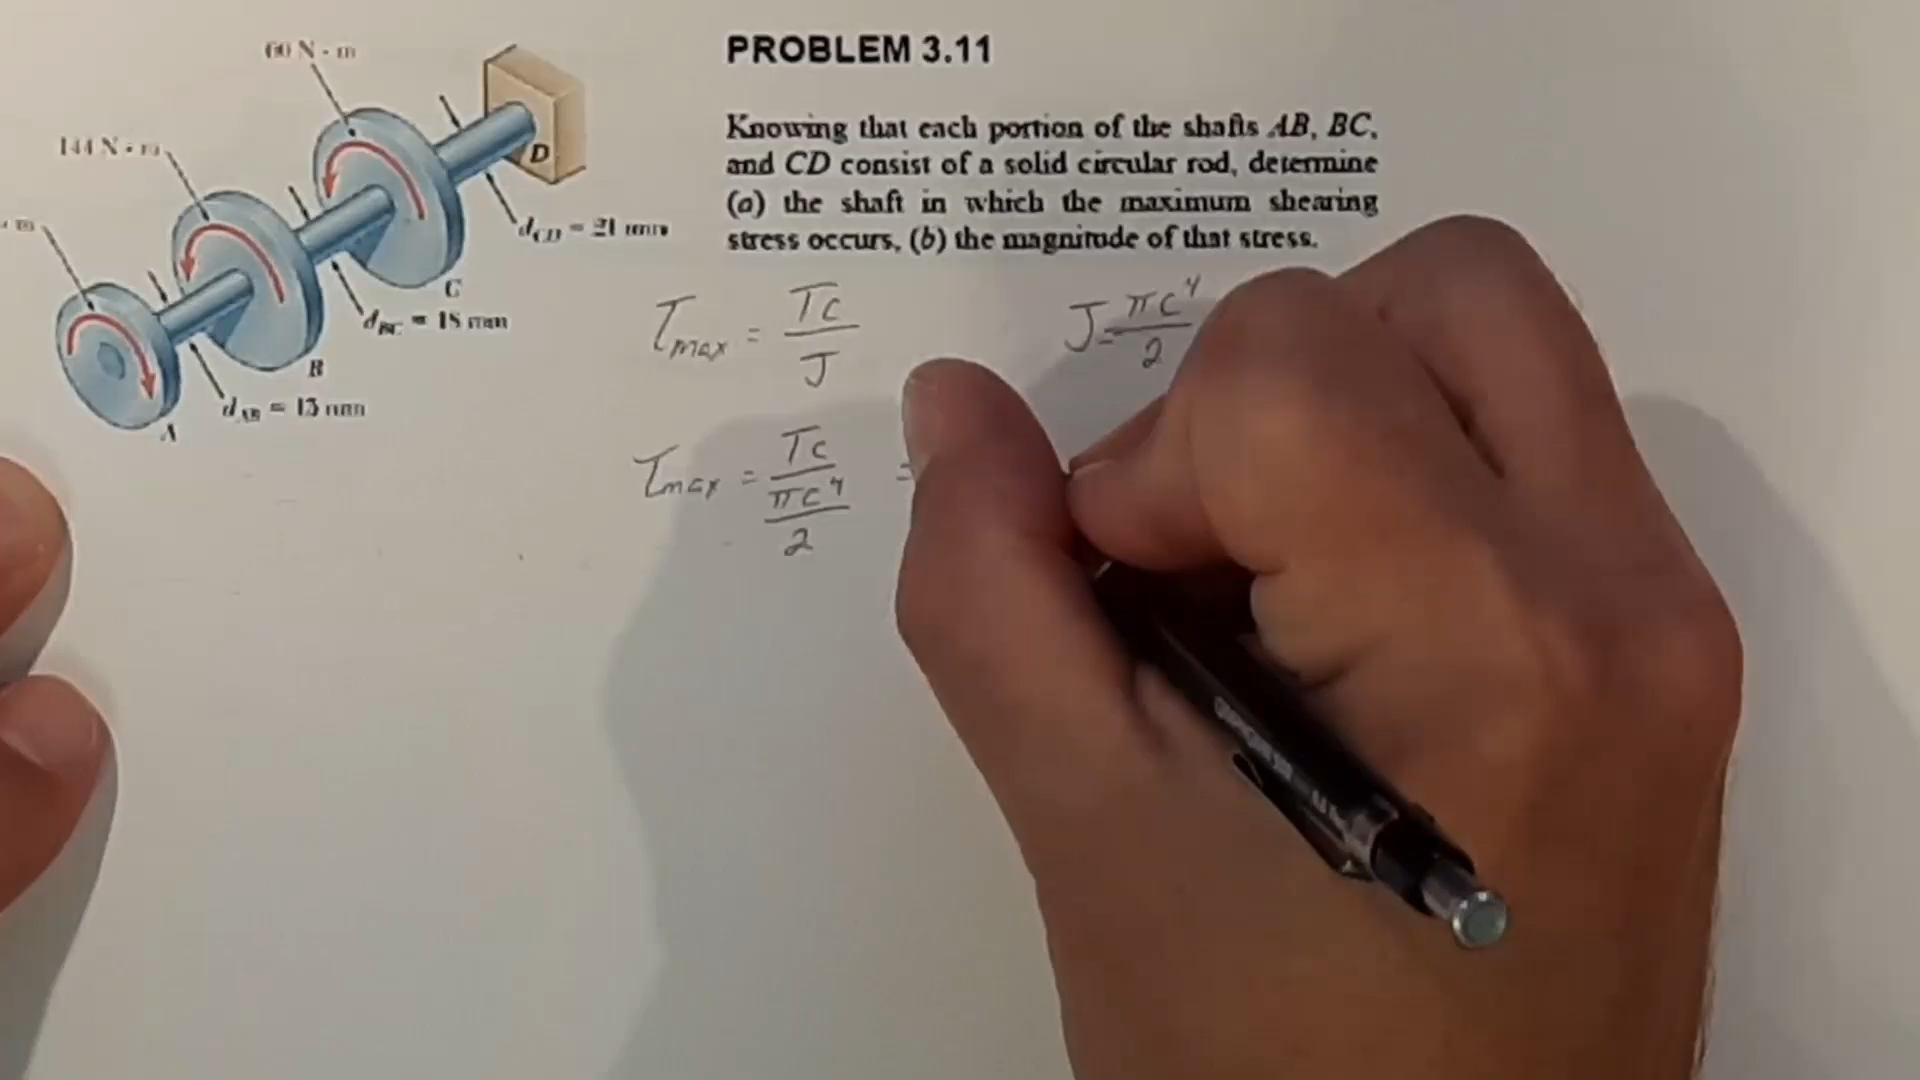 60 N · m
144 N · m
D
d_CD = 21 mm
C
d_BC = 18 mm
B
d_AB = 15 mm
A
PROBLEM 3.11
Knowing that each portion of the shafts AB, BC,
and CD consist of a solid circular rod, determine
(a) the shaft in which the maximum shearing
stress occurs, (b) the magnitude of that stress.
τmax = Tc / J
J = πc⁴ / 2
τmax = Tc / (πc⁴ / 2) =